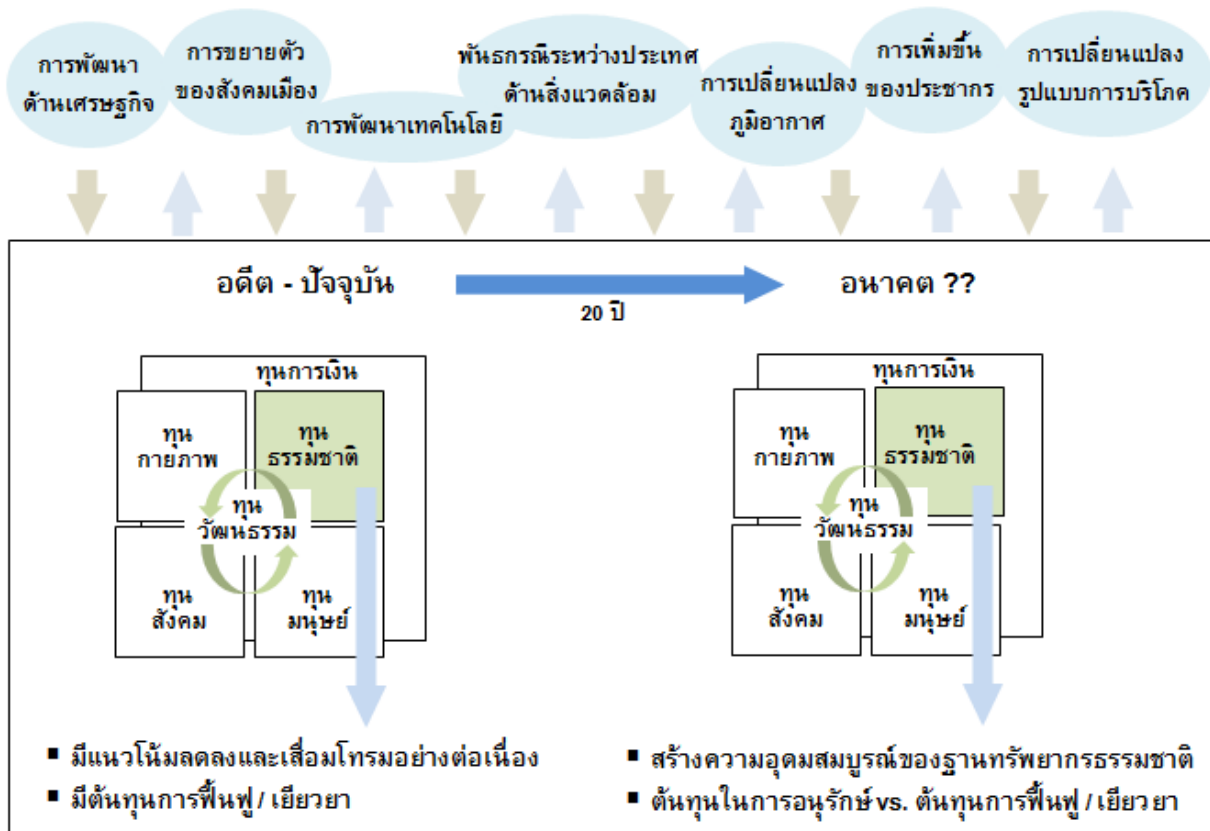 การพัฒนา
ด้านเศรษฐกิจ
การขยายตัว
ของสังคมเมือง
การพัฒนาเทคโนโลยี
พันธกรณีระหว่างประเทศ
ด้านสิ่งแวดล้อม
การเปลี่ยนแปลง
ภูมิอากาศ
การเพิ่มขึ้น
ของประชากร
การเปลี่ยนแปลง
รูปแบบการบริโภค
อดีต - ปัจจุบัน
20 ปี
อนาคต ??
ทุนการเงิน
ทุน
กายภาพ
ทุน
ธรรมชาติ
ทุน
วัฒนธรรม
ทุน
สังคม
ทุน
มนุษย์
▪ มีแนวโน้มลดลงและเสื่อมโทรมอย่างต่อเนื่อง
▪ มีต้นทุนการฟื้นฟู / เยียวยา
ทุนการเงิน
ทุน
กายภาพ
ทุน
ธรรมชาติ
ทุน
วัฒนธรรม
ทุน
สังคม
ทุน
มนุษย์
▪ สร้างความอุดมสมบูรณ์ของฐานทรัพยากรธรรมชาติ
▪ ต้นทุนในการอนุรักษ์ vs. ต้นทุนการฟื้นฟู / เยียวยา